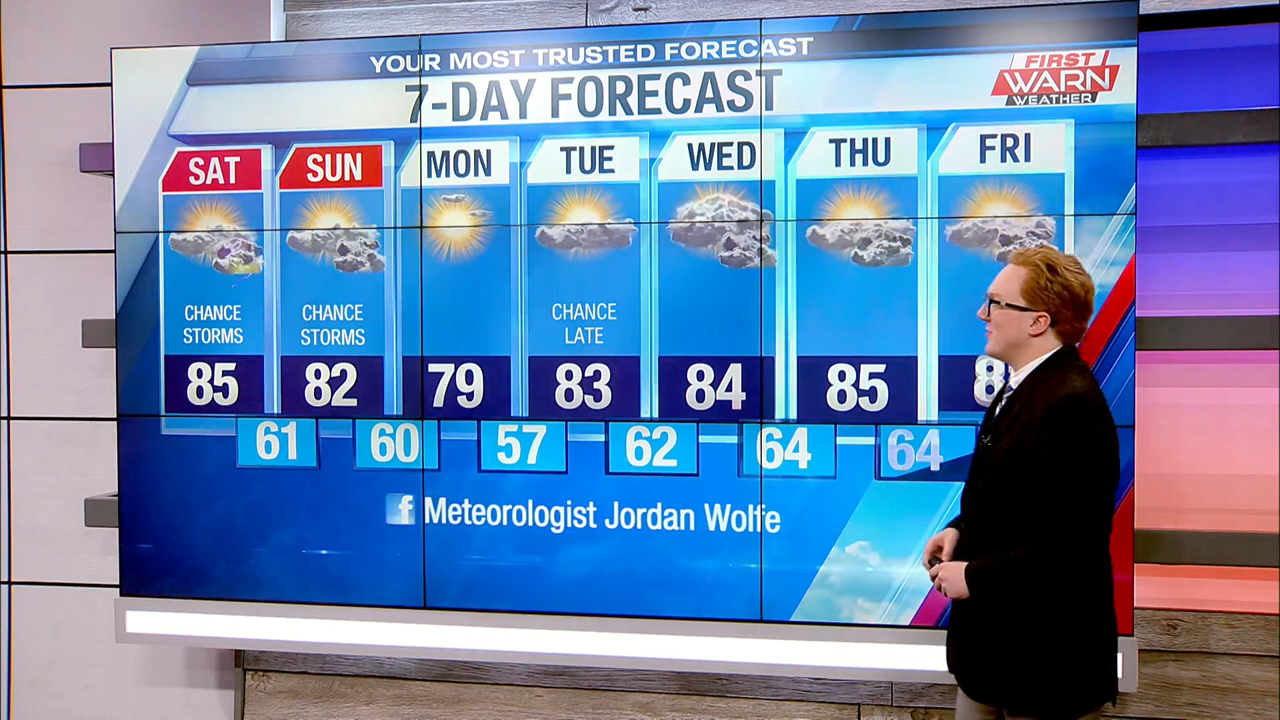 YOUR MOST TRUSTED FORECAST
7-DAY FORECAST
FIRST
WARN
WEATHER
SAT SUN MON TUE WED THU FRI
CHANCE STORMS
CHANCE STORMS
CHANCE LATE
85 82 79 83 84 85 8
61 60 57 62 64 64
f Meteorologist Jordan Wolfe